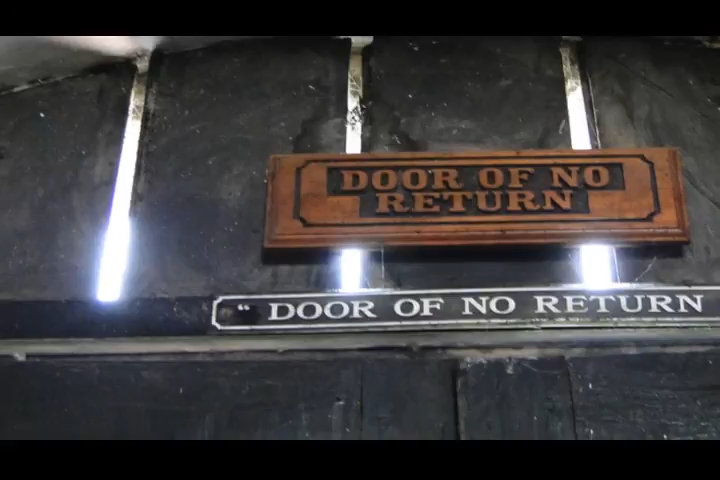 DOOR OF NO
RETURN
“ DOOR OF NO RETURN